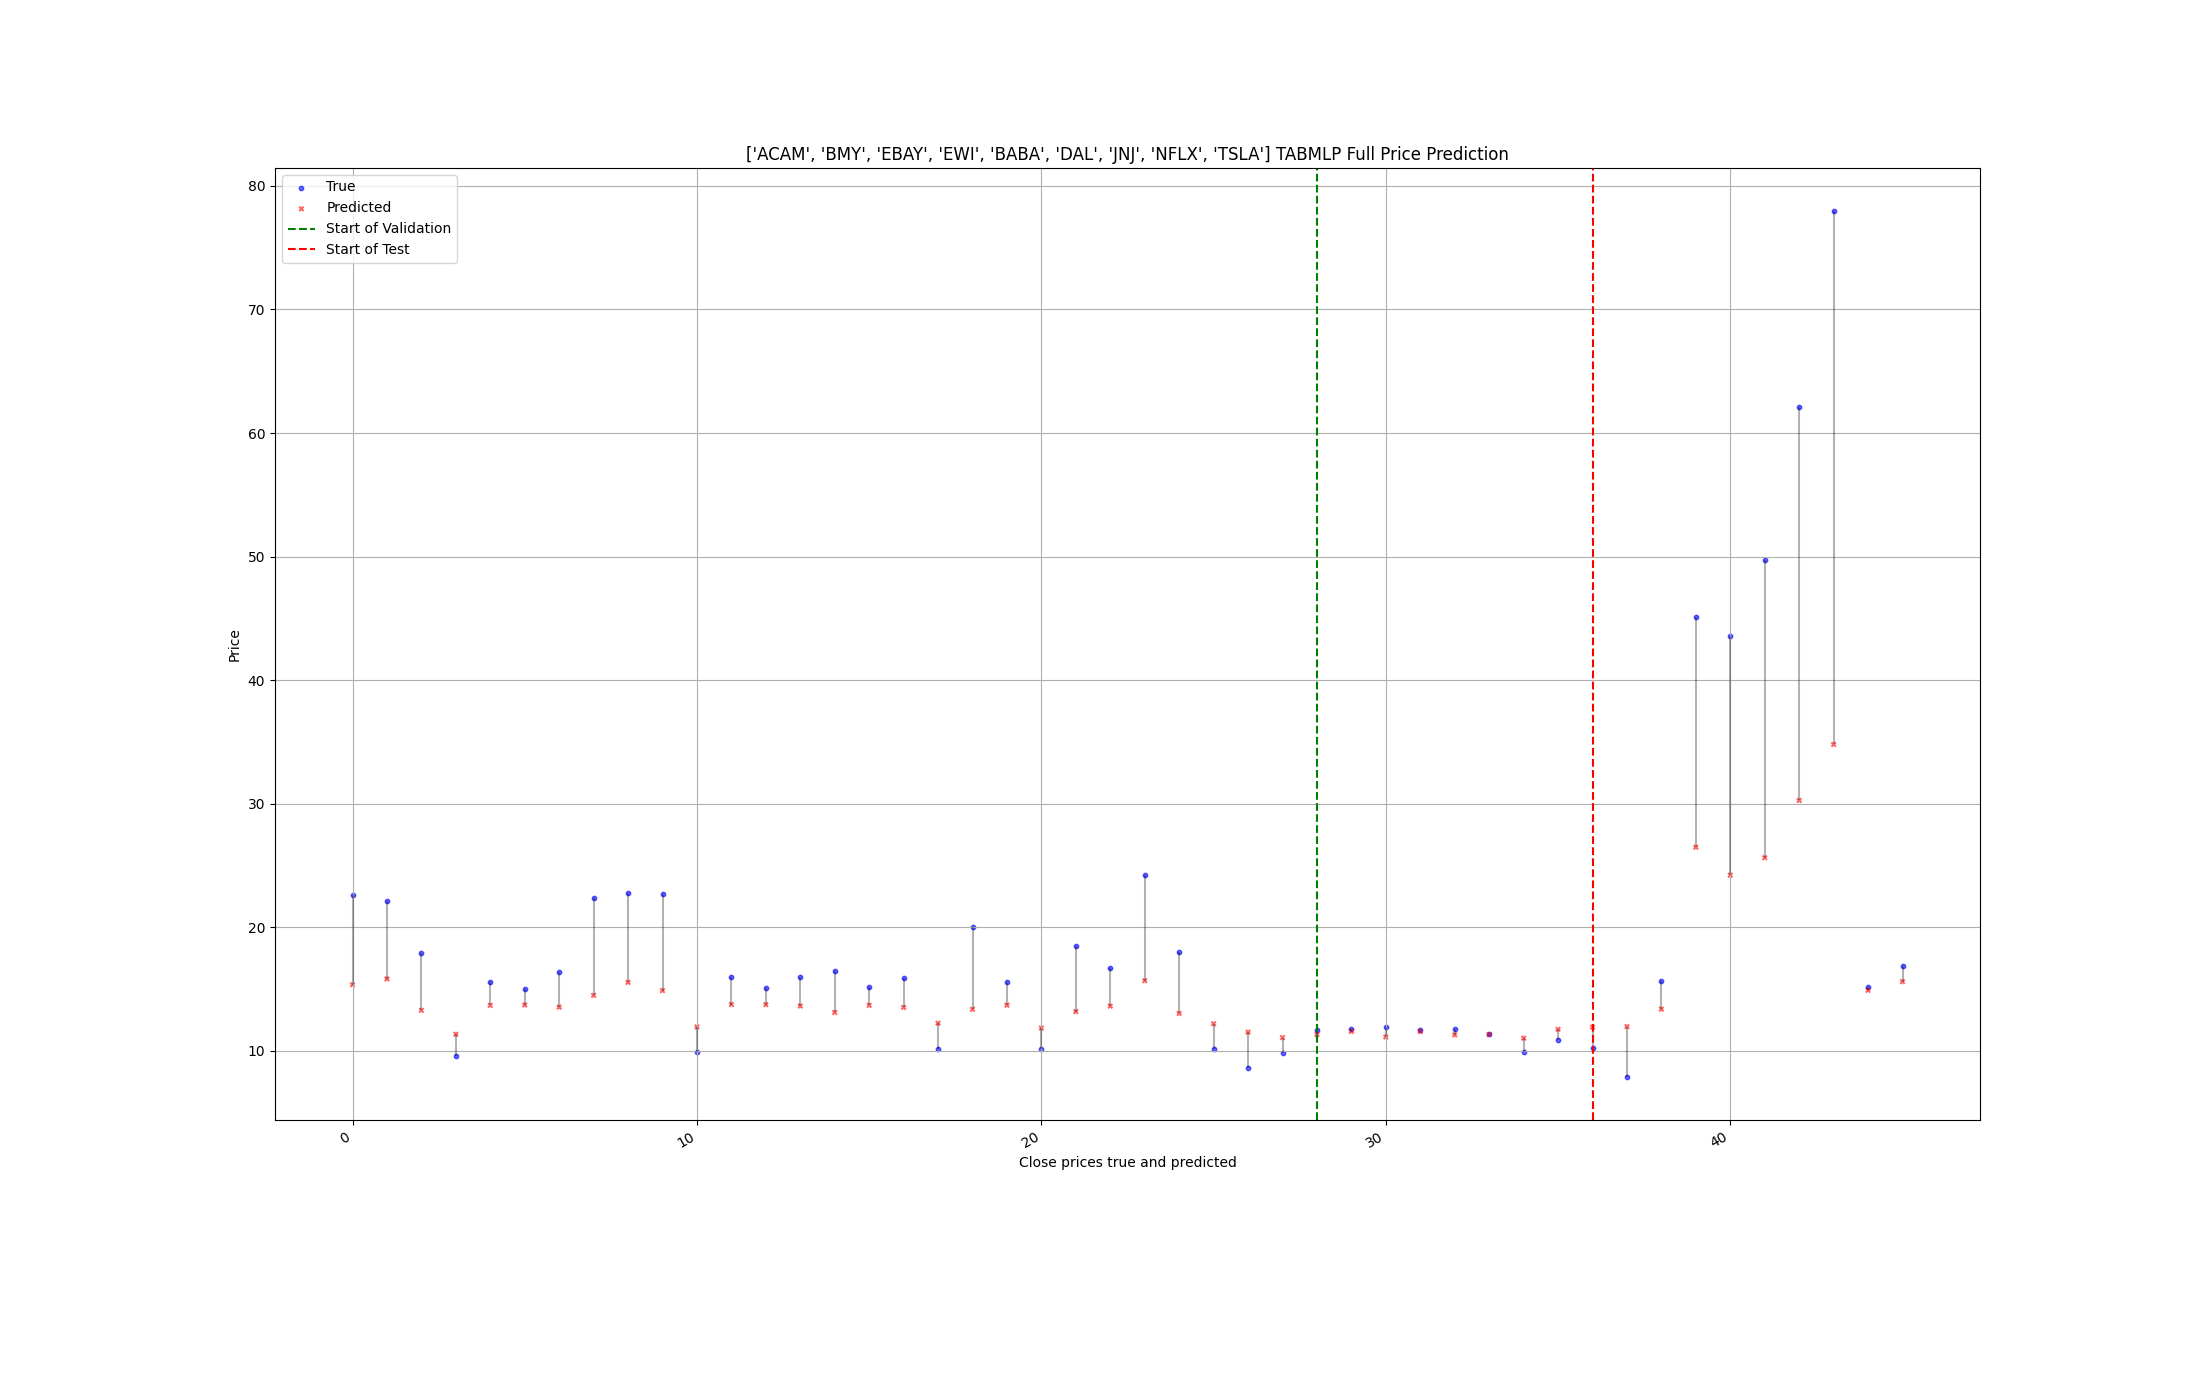 ['ACAM', 'BMY', 'EBAY', 'EWI', 'BABA', 'DAL', 'JNJ', 'NFLX', 'TSLA'] TABMLP Full Price Prediction
True
Predicted
Start of Validation
Start of Test
80
70
60
50
40
30
20
10
Price
0 10 20 30 40
Close prices true and predicted